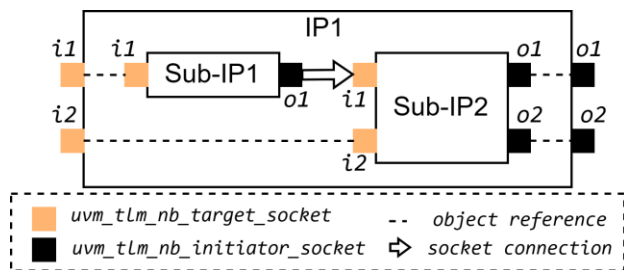 IP1
i1 i1 o1 o1
Sub-IP1
o1 i1
Sub-IP2
i2 o2 o2
i2
uvm_tlm_nb_target_socket object reference
uvm_tlm_nb_initiator_socket socket connection